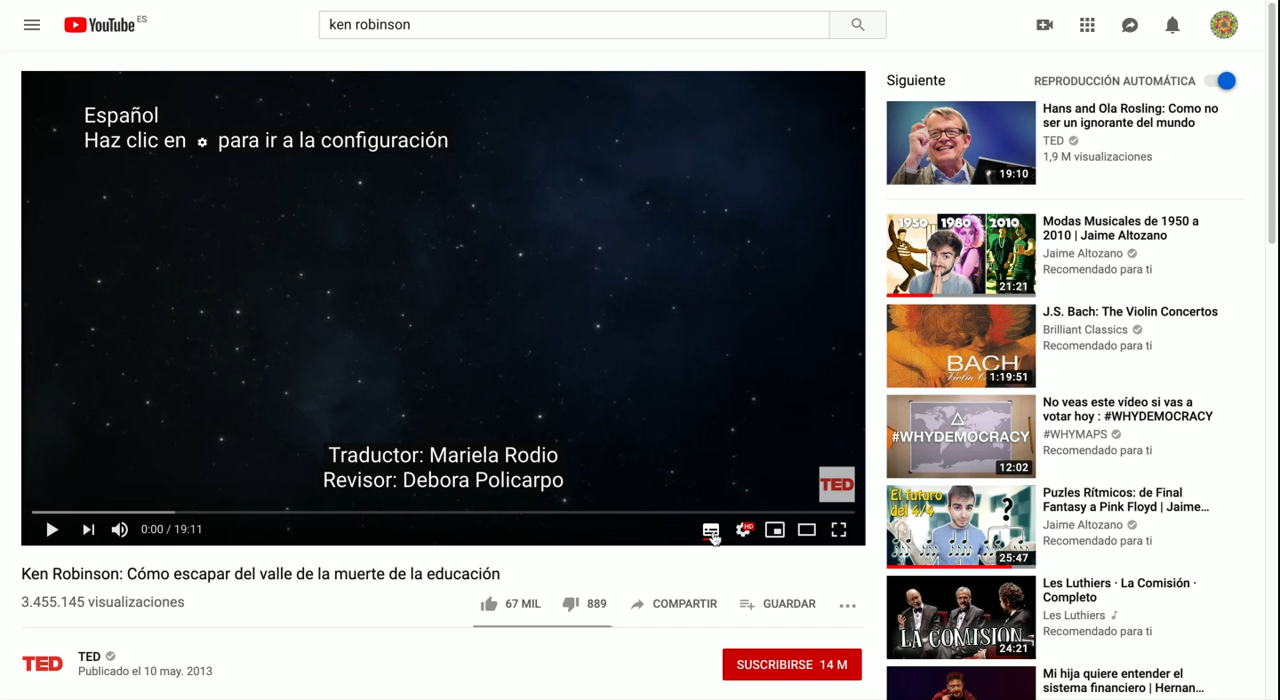 YouTube ES
ken robinson
Español
Haz clic en para ir a la configuración
Traductor: Mariela Rodio
Revisor: Debora Policarpo
TED
0:00 / 19:11
HD
Ken Robinson: Cómo escapar del valle de la muerte de la educación
3.455.145 visualizaciones
67 MIL
889
COMPARTIR
GUARDAR
TED
TED
Publicado el 10 may. 2013
SUSCRIBIRSE 14 M
Siguiente
REPRODUCCIÓN AUTOMÁTICA
19:10
Hans and Ola Rosling: Como no
ser un ignorante del mundo
TED
1,9 M visualizaciones
1950 1980 2010
21:21
Modas Musicales de 1950 a
2010 | Jaime Altozano
Jaime Altozano
Recomendado para ti
BACH
1:19:51
J.S. Bach: The Violin Concertos
Brilliant Classics
Recomendado para ti
#WHYDEMOCRACY
12:02
No veas este vídeo si vas a
votar hoy : #WHYDEMOCRACY
#WHYMAPS
Recomendado para ti
El futuro
del 4/4
?
25:47
Puzles Rítmicos: de Final
Fantasy a Pink Floyd | Jaime...
Jaime Altozano
Recomendado para ti
LA COMISIÓN
24:21
Les Luthiers · La Comisión ·
Completo
Les Luthiers
Recomendado para ti
Mi hija quiere entender el
sistema financiero | Hernan...